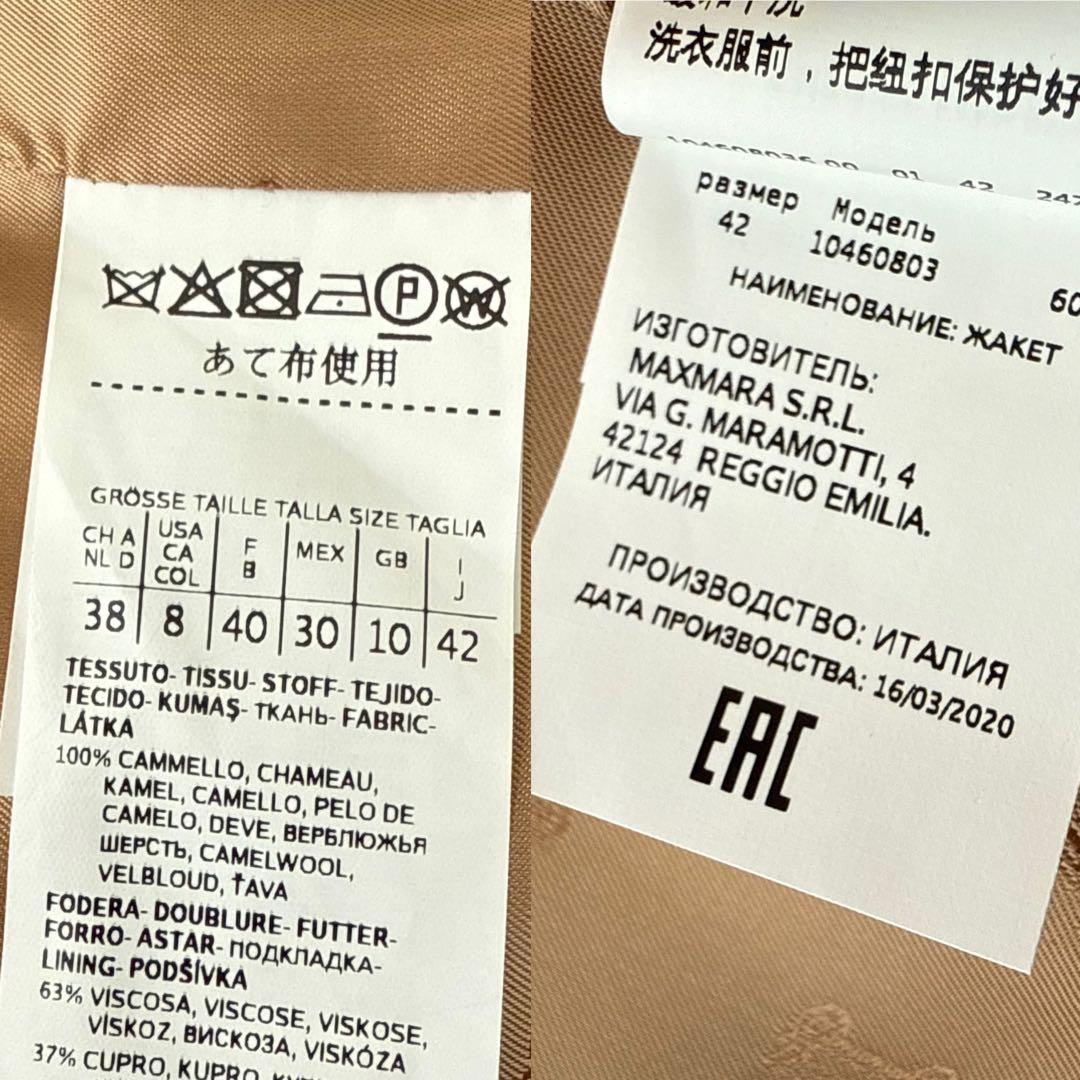 あて布使用
GRÖSSE TAILLE TALLA SIZE TAGLIA
CH A NL D
USA CA COL
F B
MEX
GB
I J
38 8 40 30 10 42
TESSUTO- TISSU- STOFF- TEJIDO-
TECIDO- KUMAŞ- ТКАНЬ- FABRIC-
LÁTKA
100% CAMMELLO, CHAMEAU,
KAMEL, CAMELLO, PELO DE
CAMELO, DEVE, ВЕРБЛЮЖЬЯ
ШЕРСТЬ, CAMELWOOL,
VELBLOUD, ŤAVA
FODERA- DOUBLURE- FUTTER-
FORRO- ASTAR- ПОДКЛАДКА-
LINING- PODŠÍVKA
63% VISCOSA, VISCOSE, VISKOSE,
VİSKOZ, ВИСКОЗА, VISKÓZA
37% CUPRO, KUPRO,
洗衣服前，把纽扣保护好
01 42
размер Модель
42 10460803
60
НАИМЕНОВАНИЕ: ЖАКЕТ
ИЗГОТОВИТЕЛЬ:
MAXMARA S.R.L.
VIA G. MARAMOTTI, 4
42124 REGGIO EMILIA.
ИТАЛИЯ
ПРОИЗВОДСТВО: ИТАЛИЯ
ДАТА ПРОИЗВОДСТВА: 16/03/2020
EAC